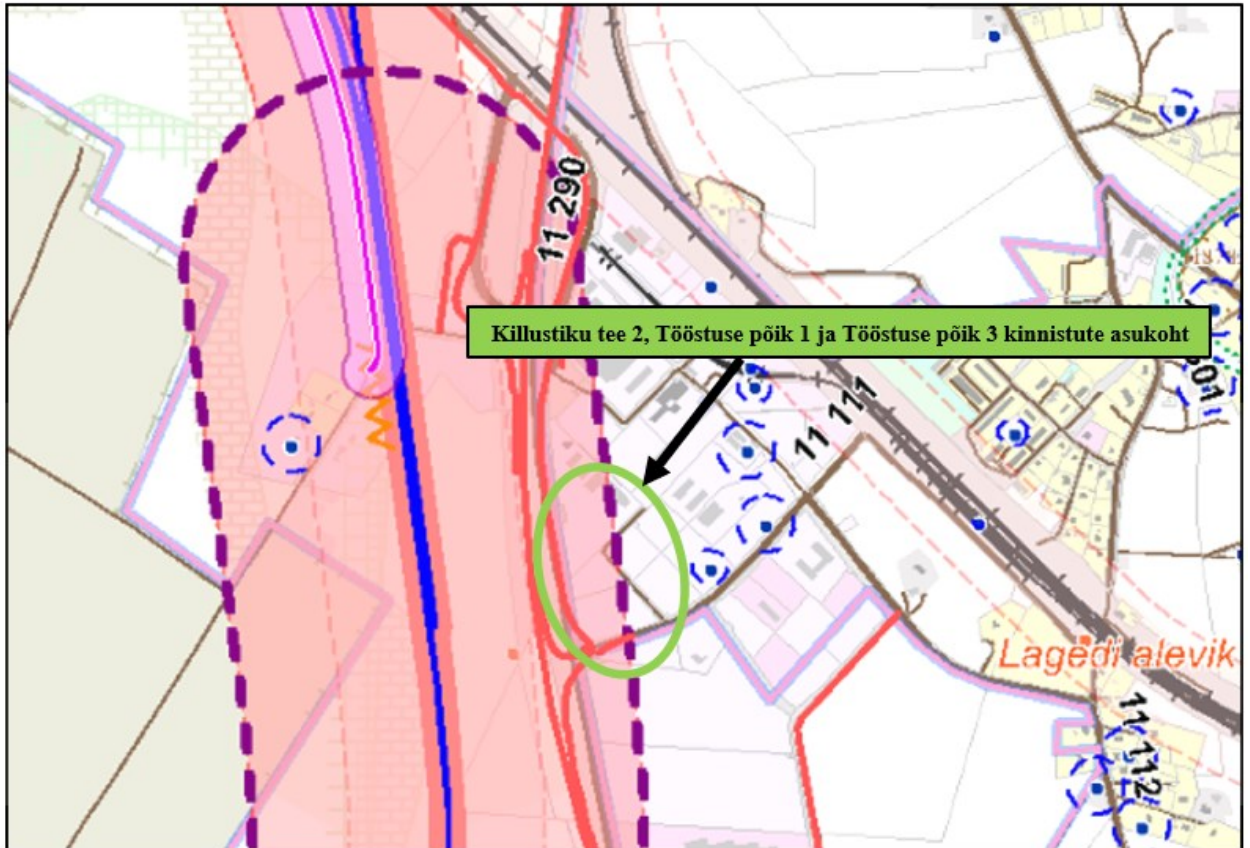 11 290
Killustiku tee 2, Tööstuse põik 1 ja Tööstuse põik 3 kinnistute asukoht
11 111
Lagedi alevik
11 112